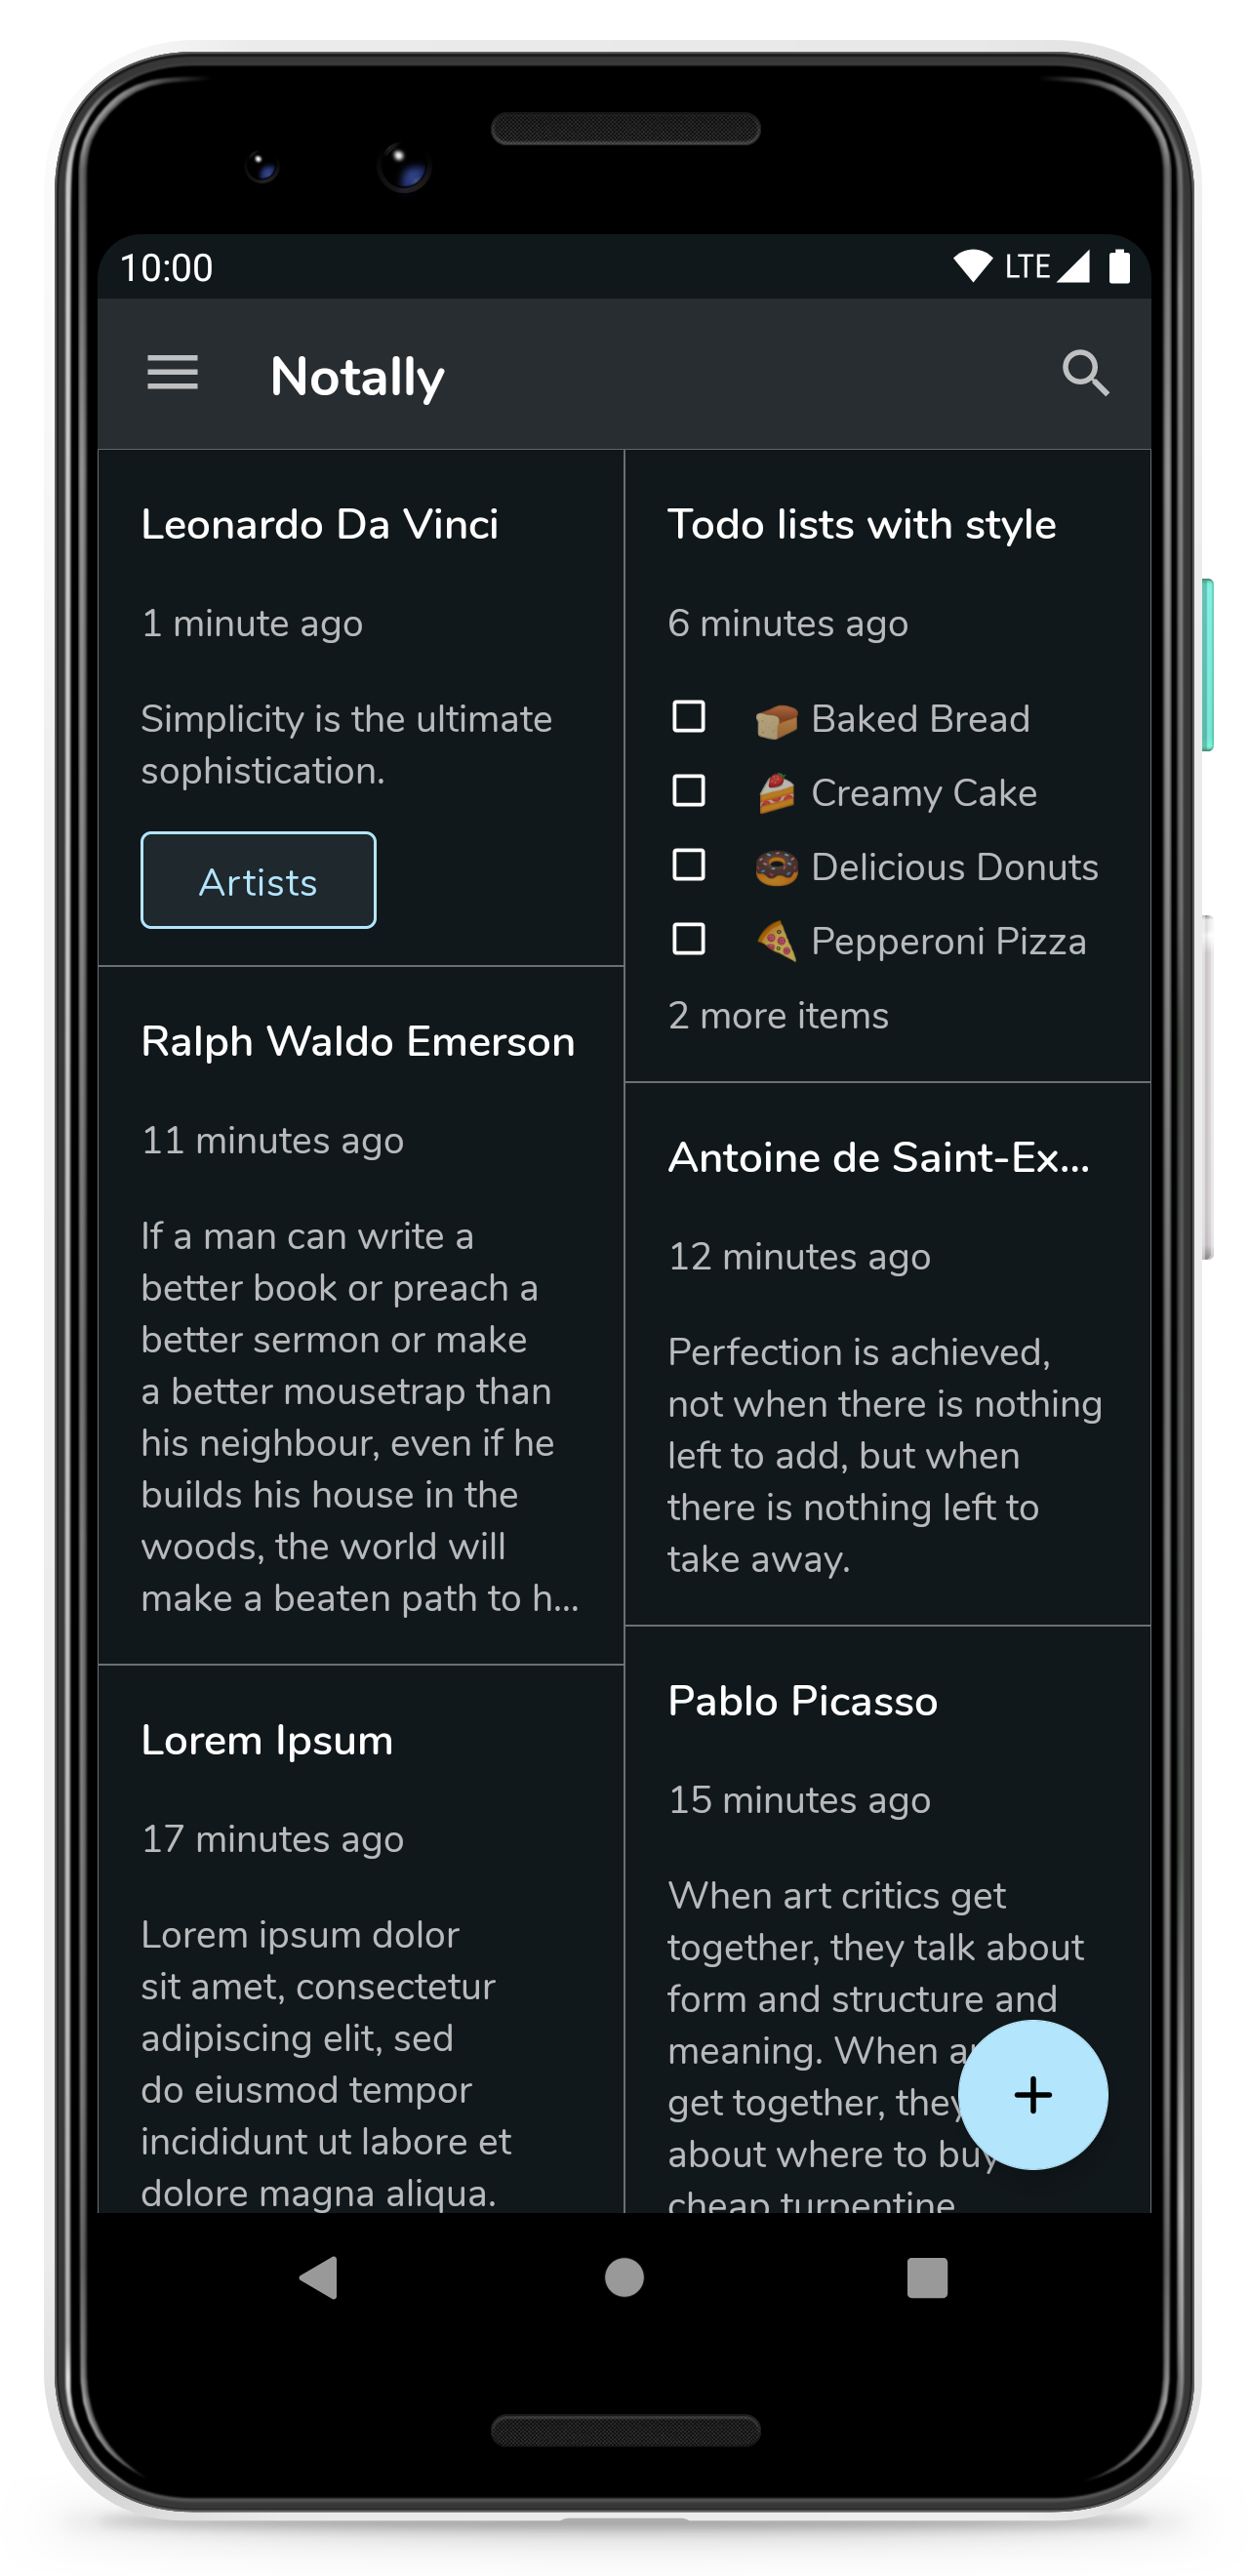 10:00
LTE
Notally
Leonardo Da Vinci
1 minute ago
Simplicity is the ultimate
sophistication.
Artists
Ralph Waldo Emerson
11 minutes ago
If a man can write a
better book or preach a
better sermon or make
a better mousetrap than
his neighbour, even if he
builds his house in the
woods, the world will
make a beaten path to h...
Lorem Ipsum
17 minutes ago
Lorem ipsum dolor
sit amet, consectetur
adipiscing elit, sed
do eiusmod tempor
incididunt ut labore et
dolore magna aliqua.
Todo lists with style
6 minutes ago
🍞 Baked Bread
🍰 Creamy Cake
🍩 Delicious Donuts
🍕 Pepperoni Pizza
2 more items
Antoine de Saint-Ex...
12 minutes ago
Perfection is achieved,
not when there is nothing
left to add, but when
there is nothing left to
take away.
Pablo Picasso
15 minutes ago
When art critics get
together, they talk about
form and structure and
meaning. When
get together, they
about where to buy
cheap turpentine